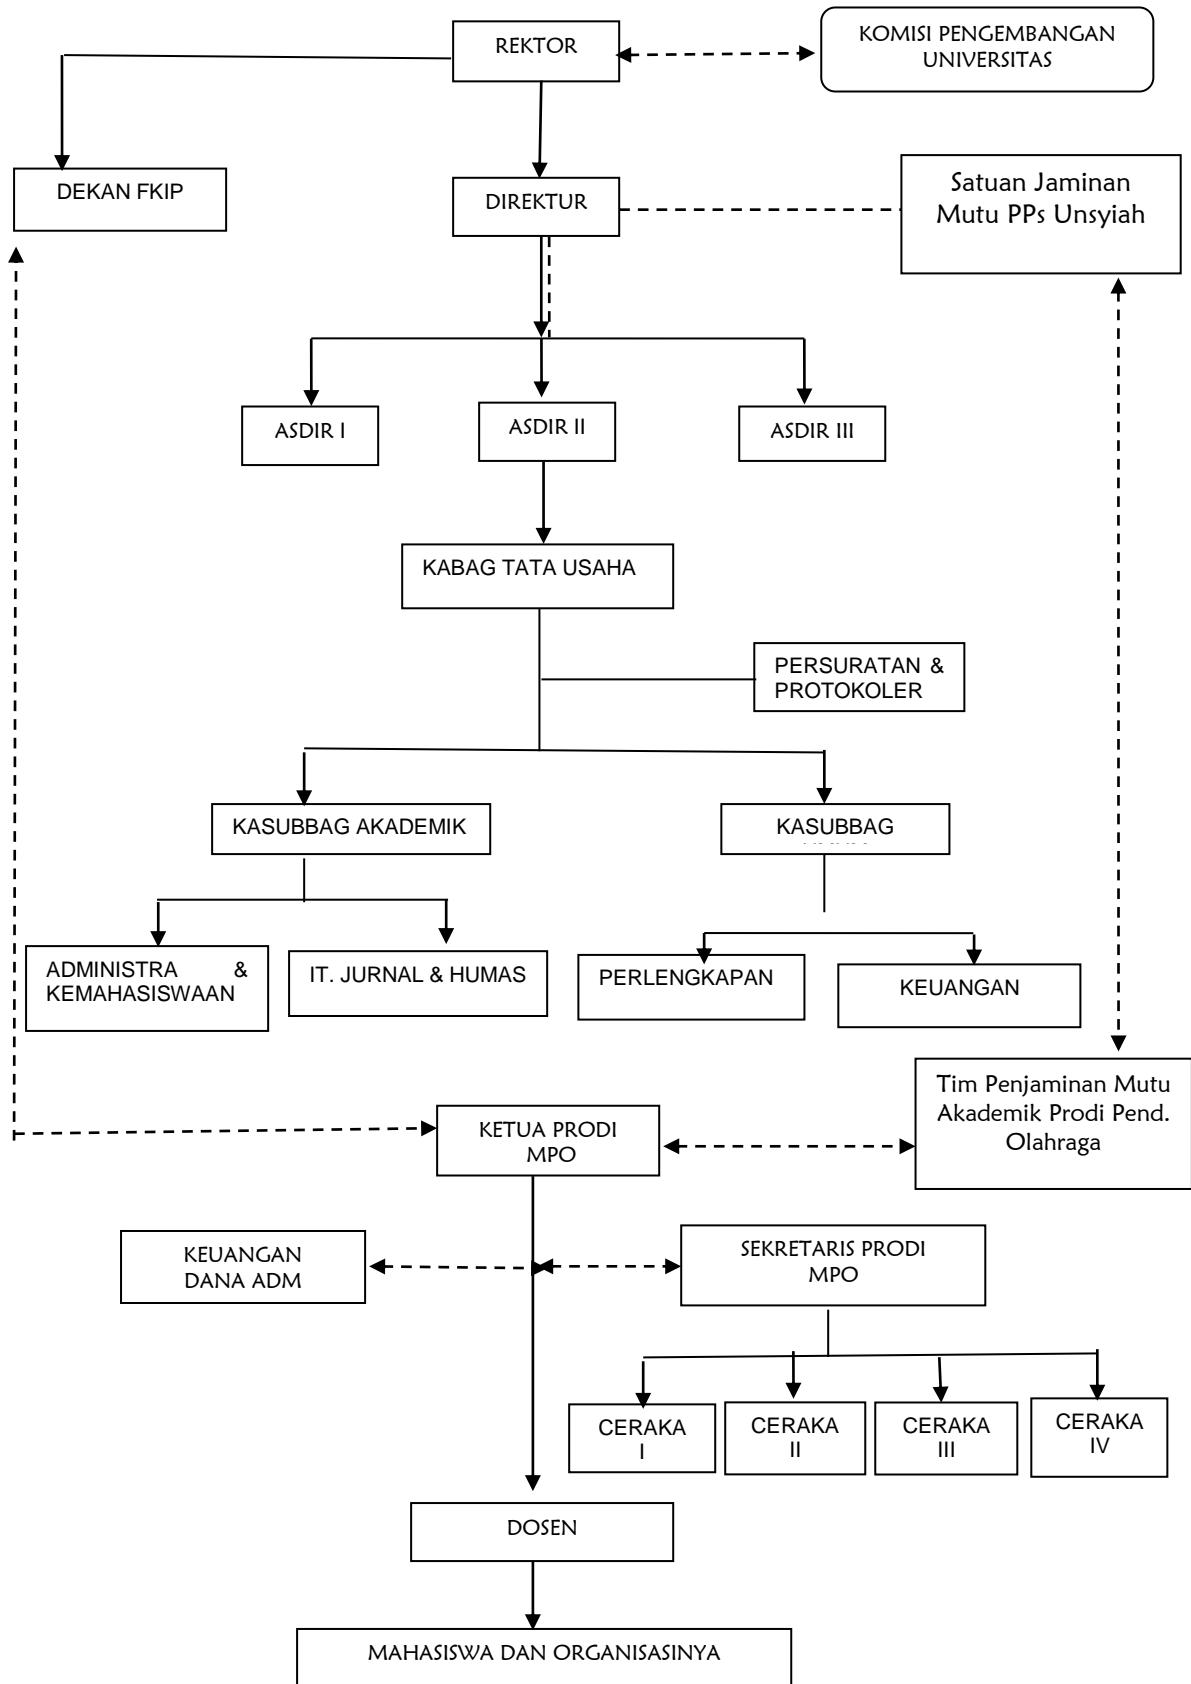 REKTOR
KOMISI PENGEMBANGAN
UNIVERSITAS
DEKAN FKIP
DIREKTUR
Satuan Jaminan
Mutu PPs Unsyiah
ASDIR I
ASDIR II
ASDIR III
KABAG TATA USAHA
PERSURATAN &
PROTOKOLER
KASUBBAG AKADEMIK
KASUBBAG
ADMINISTRA &
KEMAHASISWAAN
IT. JURNAL & HUMAS
PERLENGKAPAN
KEUANGAN
Tim Penjaminan Mutu
Akademik Prodi Pend.
Olahraga
KETUA PRODI
MPO
KEUANGAN
DANA ADM
SEKRETARIS PRODI
MPO
CERAKA
I
CERAKA
II
CERAKA
III
CERAKA
IV
DOSEN
MAHASISWA DAN ORGANISASINYA